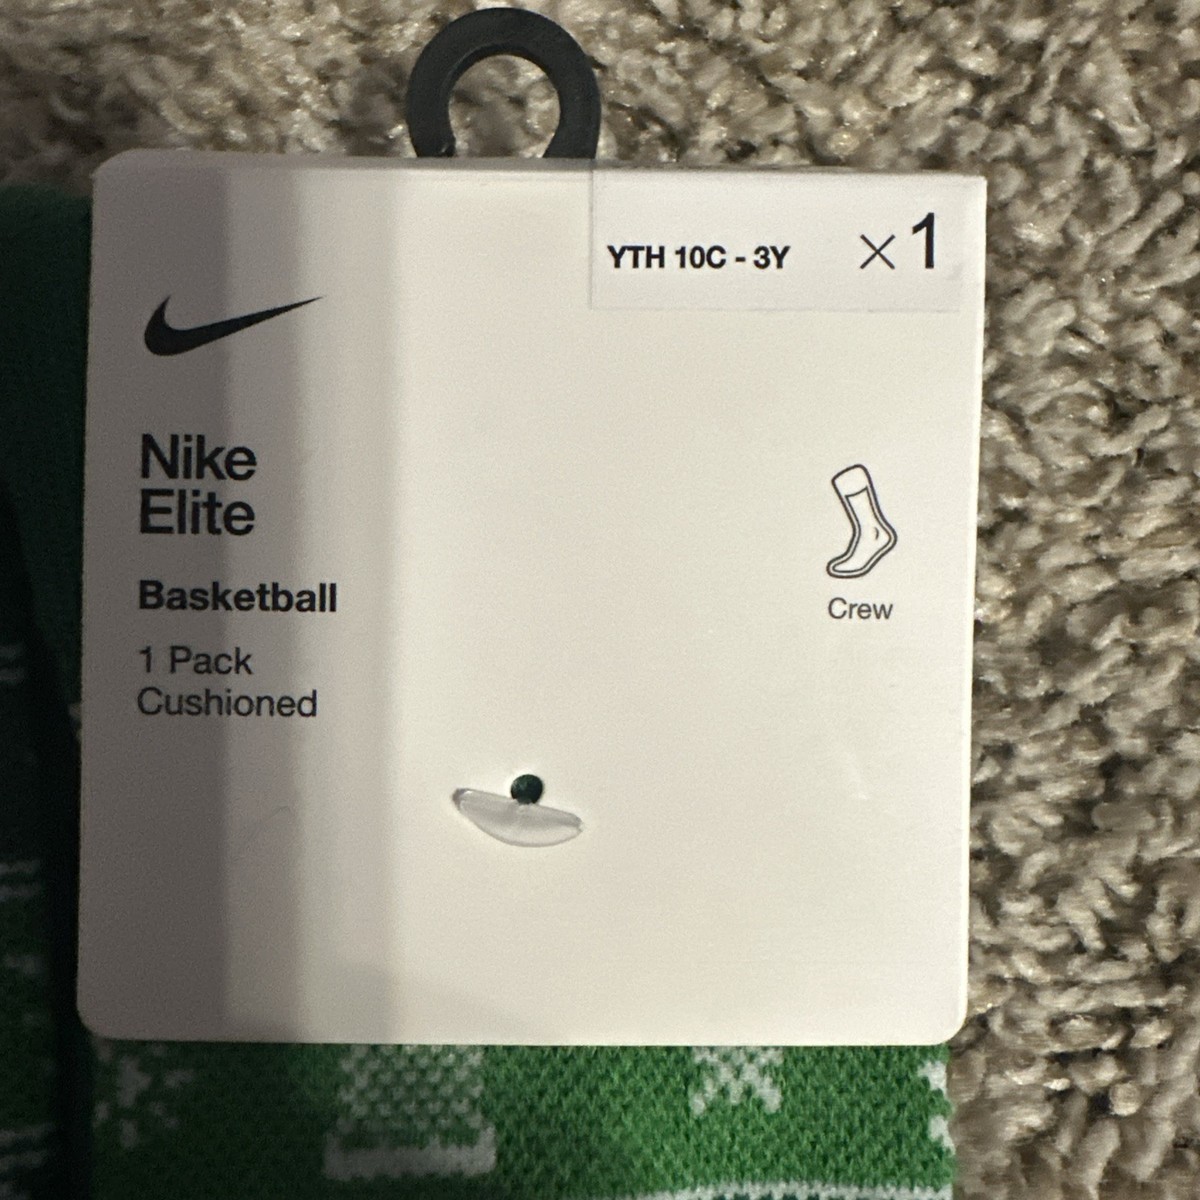 YTH 10C - 3Y ×1
Nike
Elite
Basketball
1 Pack
Cushioned
Crew